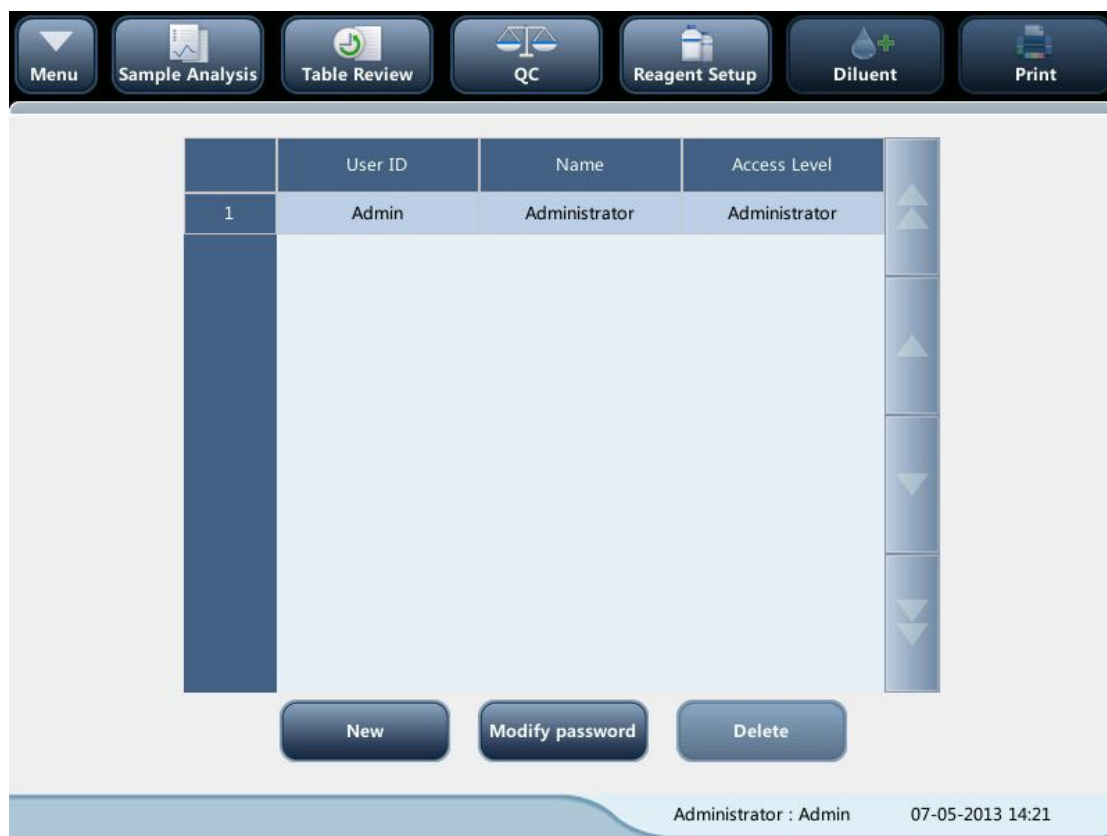 Menu Sample Analysis Table Review QC Reagent Setup Diluent Print
User ID Name Access Level
1 Admin Administrator Administrator
New Modify password Delete
Administrator : Admin 07-05-2013 14:21